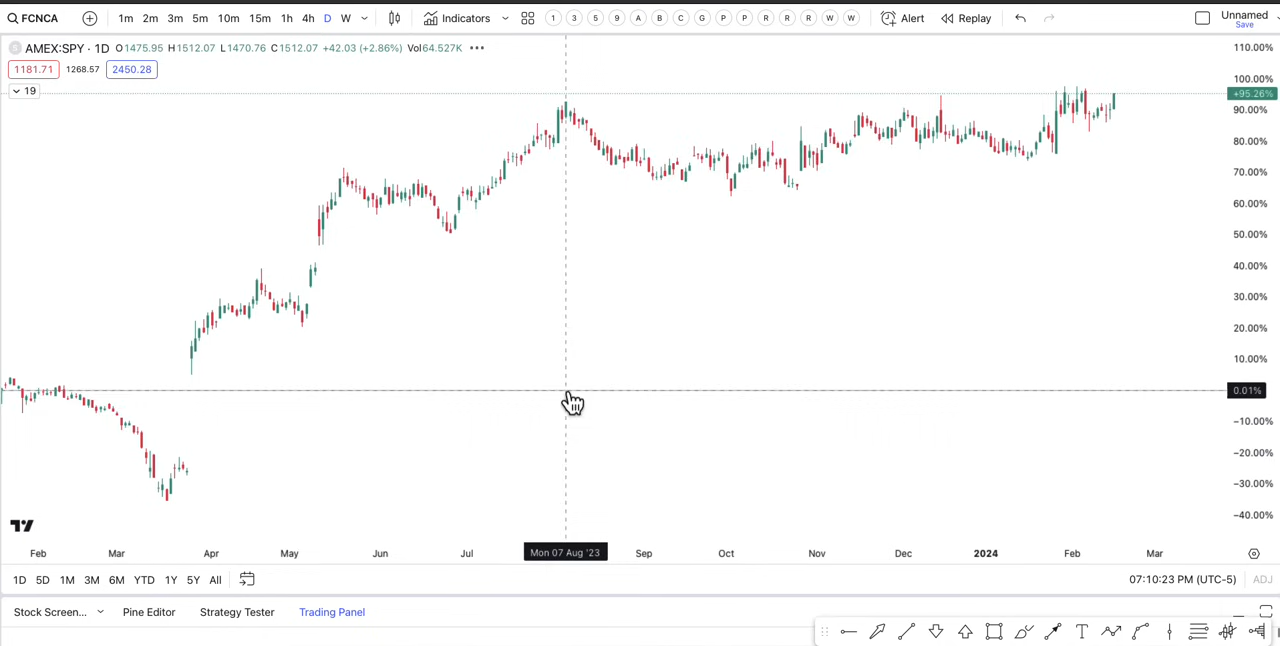 FCNCA 1m 2m 3m 5m 10m 15m 1h 4h D W Indicators 1 3 5 9 A B C G P P R R R W W Alert Replay Unnamed
Save
S AMEX:SPY · 1D O1475.95 H1512.07 L1470.76 C1512.07 +42.03 (+2.86%) Vol64.527K
1181.71 1268.57 2450.28
19
110.00%
100.00%
+95.26%
90.00%
80.00%
70.00%
60.00%
50.00%
40.00%
30.00%
20.00%
10.00%
0.01%
−10.00%
−20.00%
−30.00%
−40.00%
Feb Mar Apr May Jun Jul Mon 07 Aug '23 Sep Oct Nov Dec 2024 Feb Mar
1D 5D 1M 3M 6M YTD 1Y 5Y All 07:10:23 PM (UTC-5) ADJ
Stock Screen... Pine Editor Strategy Tester Trading Panel
T